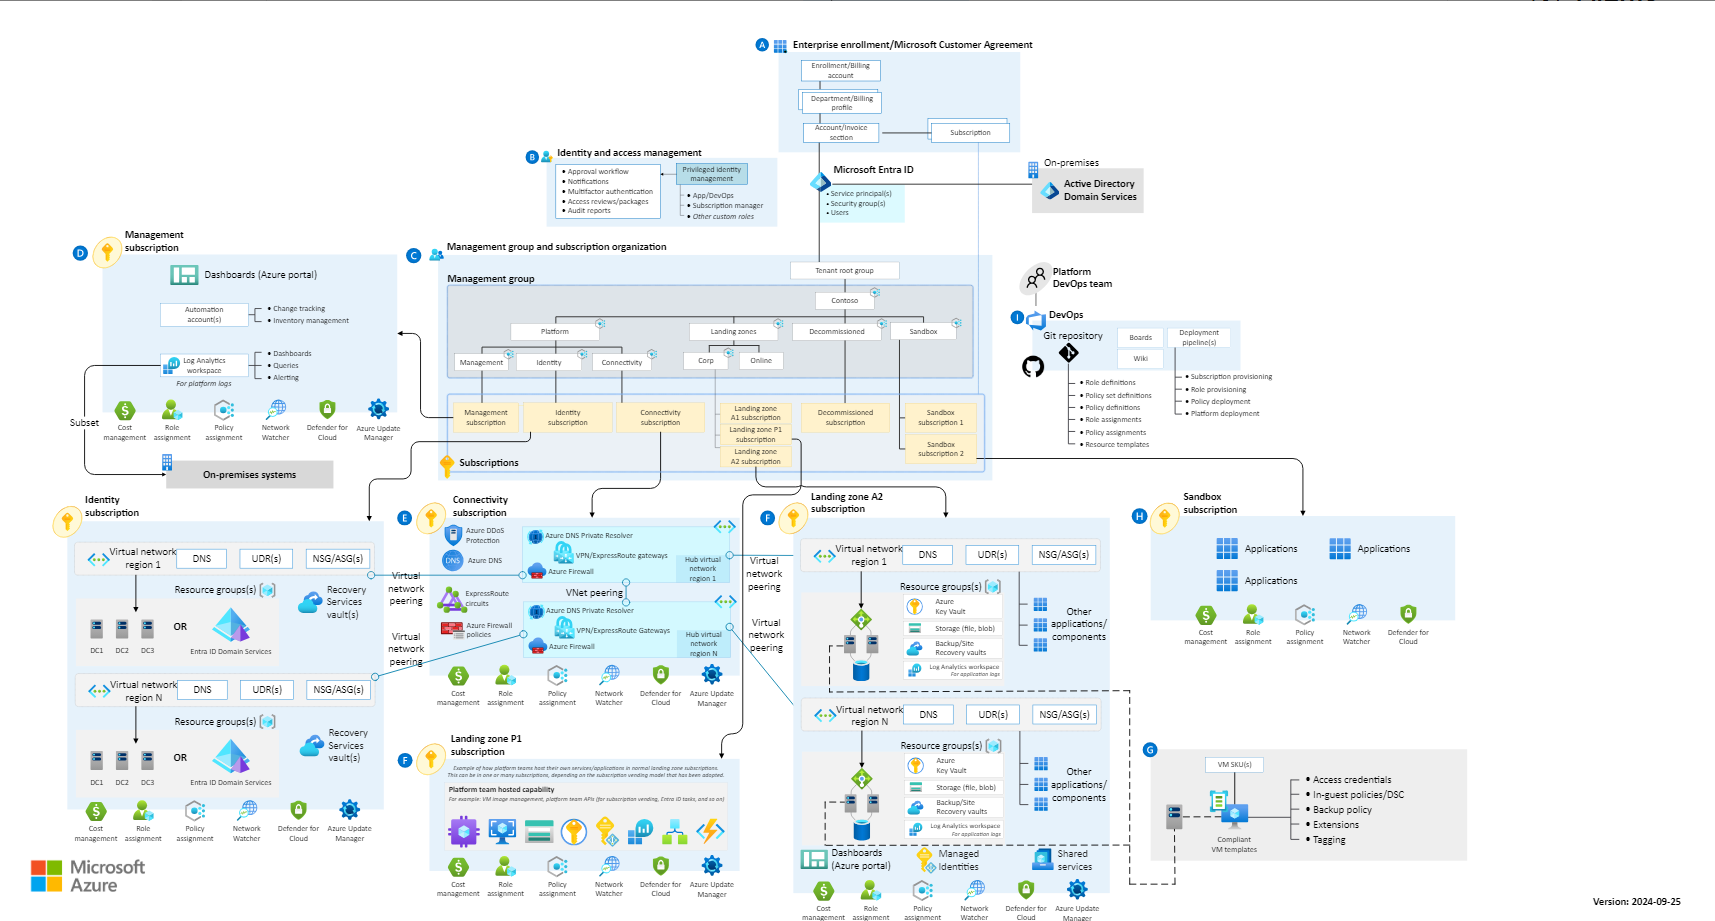 A
Enterprise enrollment/Microsoft Customer Agreement
Enrollment/Billing
account
Department/Billing
profile
Account/Invoice
section
Subscription
B
Identity and access management
• Approval workflow
• Notifications
• Multifactor authentication
• Access reviews/packages
• Audit reports
Privileged identity
management
• App/DevOps
• Subscription manager
• Other custom roles
Microsoft Entra ID
• Service principal(s)
• Security group(s)
• Users
On-premises
Active Directory
Domain Services
D
Management
subscription
Dashboards (Azure portal)
Automation
account(s)
• Change tracking
• Inventory management
Log Analytics
workspace
For platform logs
• Dashboards
• Queries
• Alerting
Cost
management
Role
assignment
Policy
assignment
Network
Watcher
Defender for
Cloud
Azure Update
Manager
Subset
On-premises systems
C
Management group and subscription organization
Management group
Tenant root group
Contoso
Platform
Landing zones
Decommissioned
Sandbox
Management
Identity
Connectivity
Corp
Online
Management
subscription
Identity
subscription
Connectivity
subscription
Landing zone
A1 subscription
Landing zone P1
subscription
Landing zone
A2 subscription
Decommissioned
subscription
Sandbox
subscription 1
Sandbox
subscription 2
Subscriptions
Platform
DevOps team
I
DevOps
Git repository
Boards
Wiki
Deployment
pipeline(s)
• Role definitions
• Policy set definitions
• Policy definitions
• Role assignments
• Policy assignments
• Resource templates
• Subscription provisioning
• Role provisioning
• Policy deployment
• Platform deployment
Identity
subscription
Virtual network
region 1
DNS
UDR(s)
NSG/ASG(s)
Resource groups(s)
DC1
DC2
DC3
OR
Entra ID Domain Services
Recovery
Services
vault(s)
Virtual network
region N
DNS
UDR(s)
NSG/ASG(s)
Resource groups(s)
DC1
DC2
DC3
OR
Entra ID Domain Services
Recovery
Services
vault(s)
Cost
management
Role
assignment
Policy
assignment
Network
Watcher
Defender for
Cloud
Azure Update
Manager
Virtual
network
peering
Virtual
network
peering
E
Connectivity
subscription
Azure DDoS
Protection
DNS
Azure DNS
ExpressRoute
circuits
Azure Firewall
policies
Azure DNS Private Resolver
VPN/ExpressRoute gateways
Azure Firewall
Hub virtual
network
region 1
VNet peering
Azure DNS Private Resolver
VPN/ExpressRoute Gateways
Azure Firewall
Hub virtual
network
region N
Cost
management
Role
assignment
Policy
assignment
Network
Watcher
Defender for
Cloud
Azure Update
Manager
Virtual
network
peering
Virtual
network
peering
F
Landing zone P1
subscription
Example of how platform teams host their own services/applications in normal landing zone subscriptions.
This can be in one or many subscriptions, depending on the subscription vending model that has been adopted.
Platform team hosted capability
For example: VM image management, platform team APIs (for subscription vending, Entra ID tasks, and so on)
Cost
management
Role
assignment
Policy
assignment
Network
Watcher
Defender for
Cloud
Azure Update
Manager
F
Landing zone A2
subscription
Virtual network
region 1
DNS
UDR(s)
NSG/ASG(s)
Resource groups(s)
Azure
Key Vault
Storage (file, blob)
Backup/Site
Recovery vaults
Log Analytics workspace
For application logs
Other
applications/
components
Virtual network
region N
DNS
UDR(s)
NSG/ASG(s)
Resource groups(s)
Azure
Key Vault
Storage (file, blob)
Backup/Site
Recovery vaults
Log Analytics workspace
For application logs
Other
applications/
components
Dashboards
(Azure portal)
Managed
Identities
Shared
services
Cost
management
Role
assignment
Policy
assignment
Network
Watcher
Defender for
Cloud
Azure Update
Manager
H
Sandbox
subscription
Applications
Applications
Applications
Cost
management
Role
assignment
Policy
assignment
Network
Watcher
Defender for
Cloud
G
VM SKU(s)
Compliant
VM templates
• Access credentials
• In-guest policies/DSC
• Backup policy
• Extensions
• Tagging
Microsoft
Azure
Version: 2024-09-25